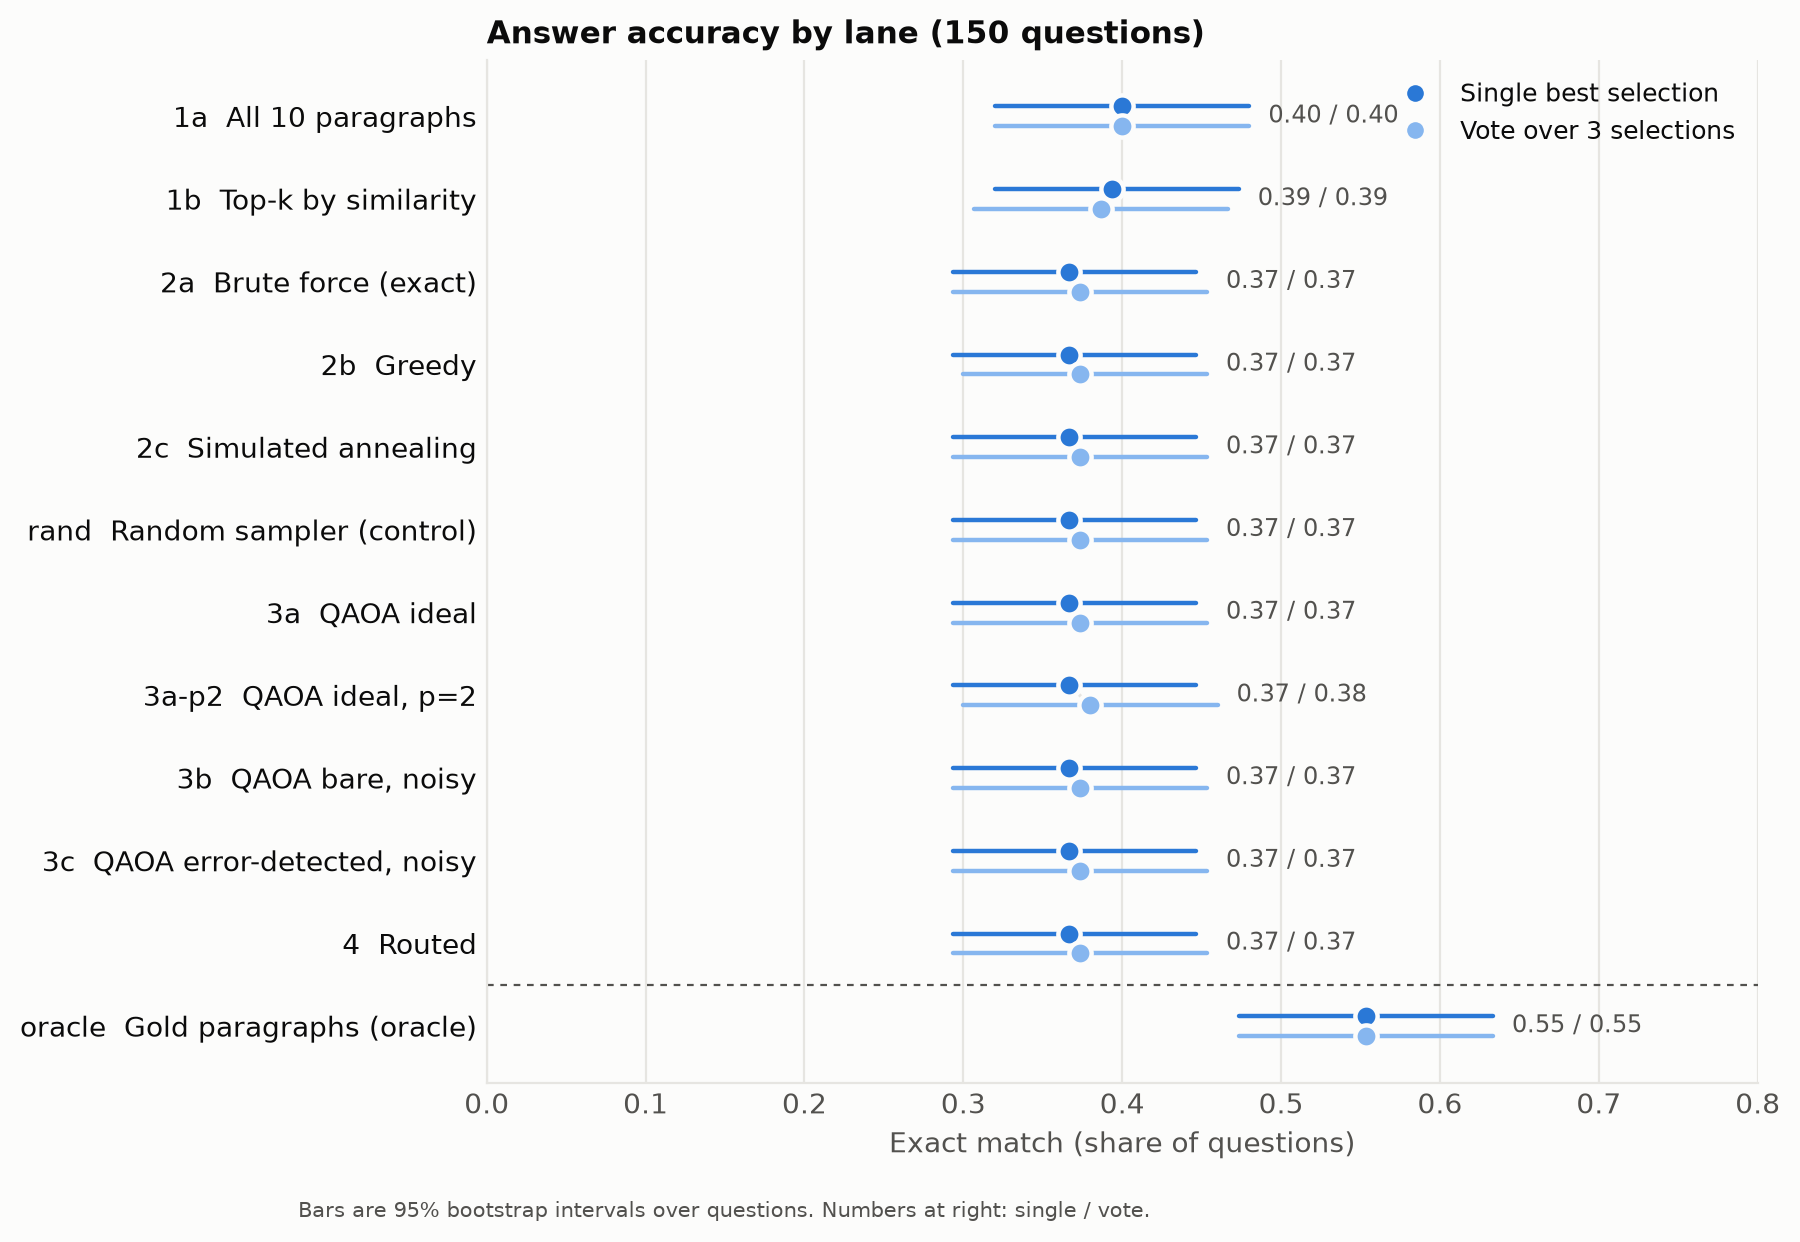 Answer accuracy by lane (150 questions)
Single best selection
Vote over 3 selections
1a  All 10 paragraphs  0.40 / 0.40
1b  Top-k by similarity  0.39 / 0.39
2a  Brute force (exact)  0.37 / 0.37
2b  Greedy  0.37 / 0.37
2c  Simulated annealing  0.37 / 0.37
rand  Random sampler (control)  0.37 / 0.37
3a  QAOA ideal  0.37 / 0.37
3a-p2  QAOA ideal, p=2  0.37 / 0.38
3b  QAOA bare, noisy  0.37 / 0.37
3c  QAOA error-detected, noisy  0.37 / 0.37
4  Routed  0.37 / 0.37
oracle  Gold paragraphs (oracle)  0.55 / 0.55
0.0 0.1 0.2 0.3 0.4 0.5 0.6 0.7 0.8
Exact match (share of questions)
Bars are 95% bootstrap intervals over questions. Numbers at right: single / vote.